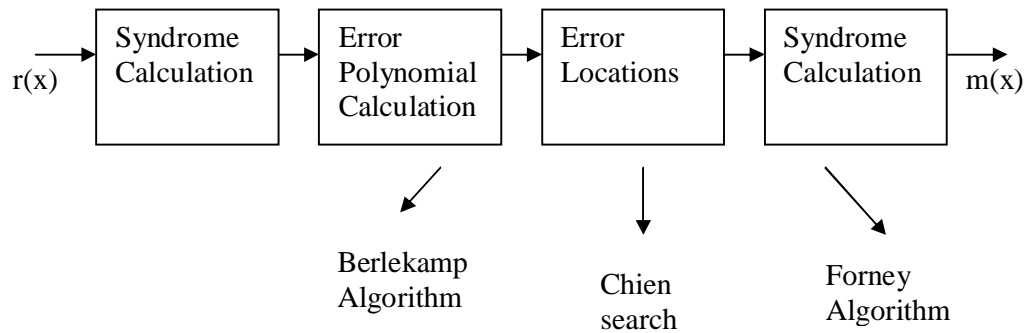 r(x)
Syndrome
Calculation
Error
Polynomial
Calculation
Error
Locations
Syndrome
Calculation
m(x)
Berlekamp
Algorithm
Chien
search
Forney
Algorithm